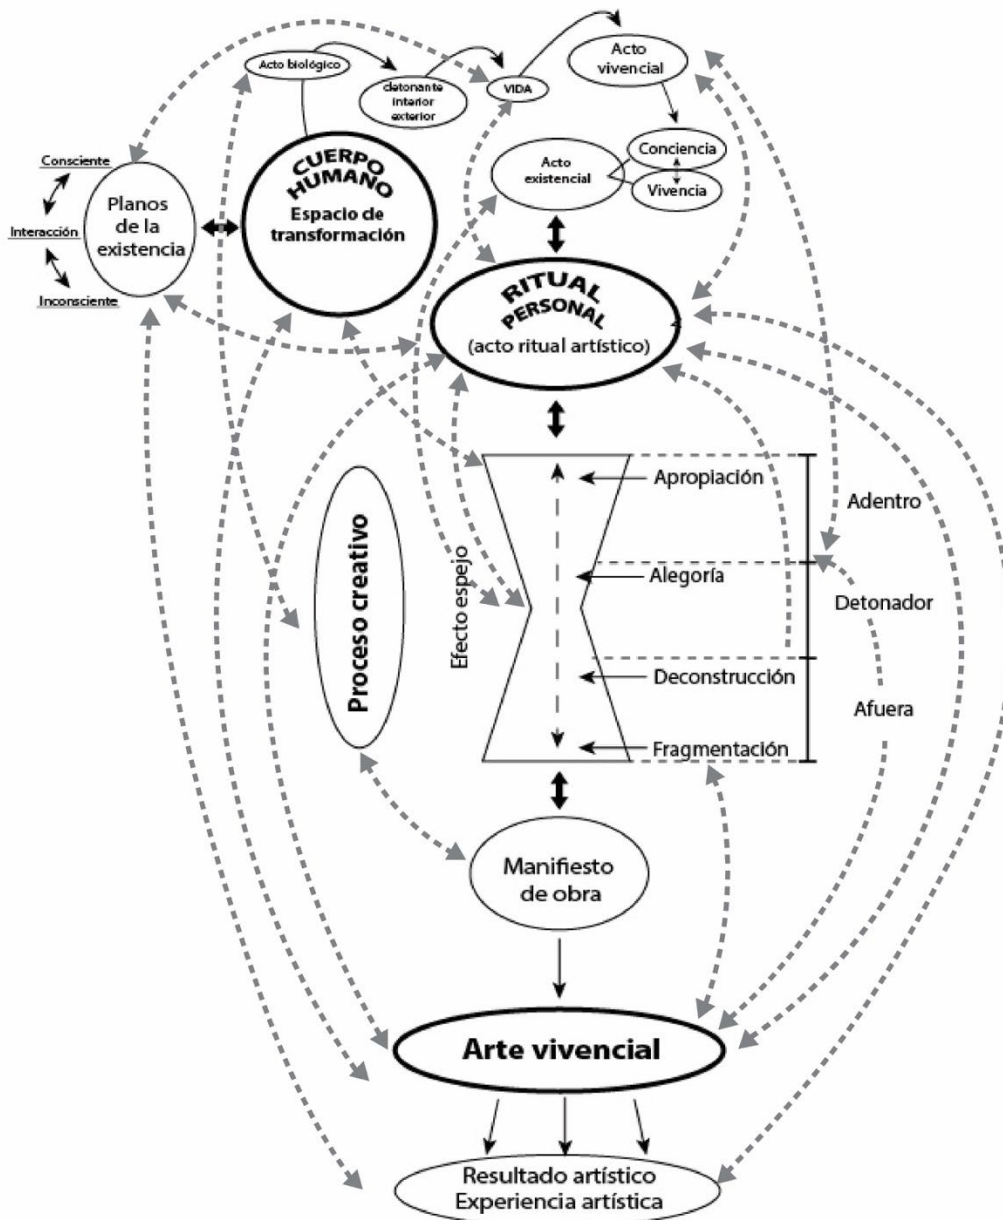 Acto biológico
detonante
interior
exterior
VIDA
Acto
vivencial
Consciente
Interacción
Inconsciente
Planos
de la
existencia
CUERPO
HUMANO
Espacio de
transformación
Acto
existencial
Conciencia
Vivencia
RITUAL
PERSONAL
(acto ritual artístico)
Proceso creativo
Efecto espejo
Apropiación
Alegoría
Deconstrucción
Fragmentación
Adentro
Detonador
Afuera
Manifiesto
de obra
Arte vivencial
Resultado artístico
Experiencia artística